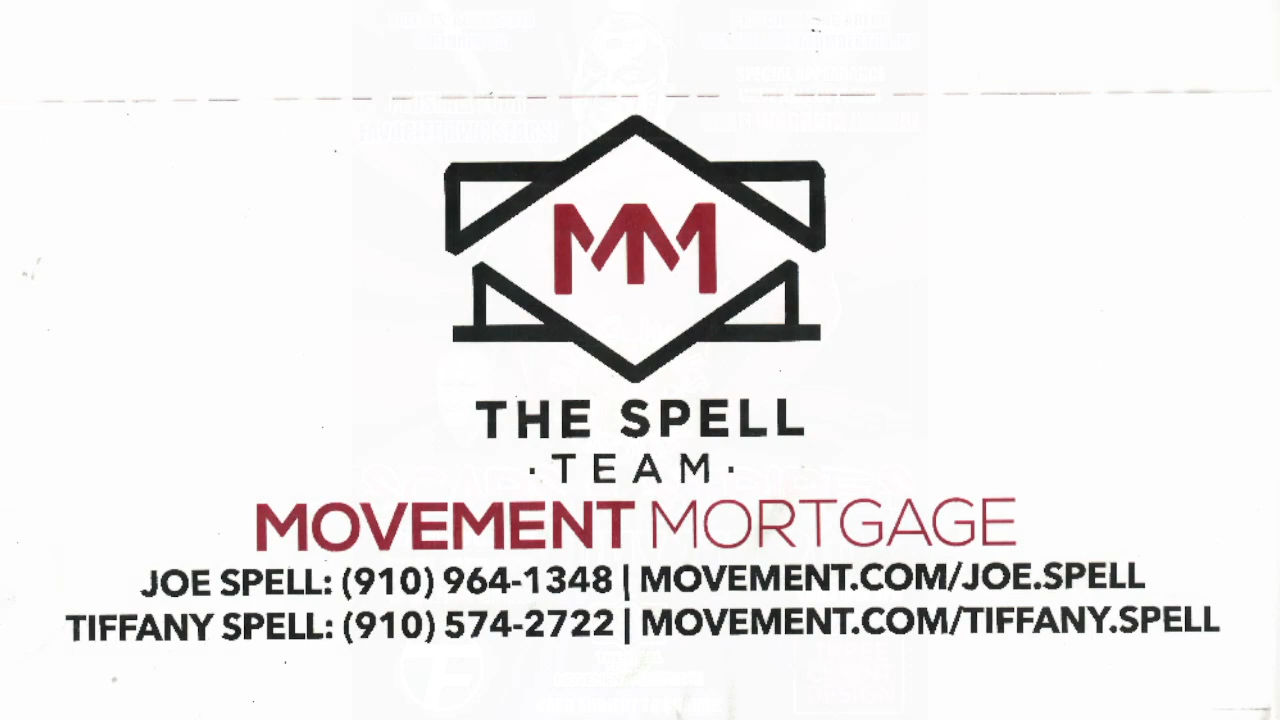 MM
THE SPELL
·TEAM·
MOVEMENT MORTGAGE
JOE SPELL: (910) 964-1348 | MOVEMENT.COM/JOE.SPELL
TIFFANY SPELL: (910) 574-2722 | MOVEMENT.COM/TIFFANY.SPELL